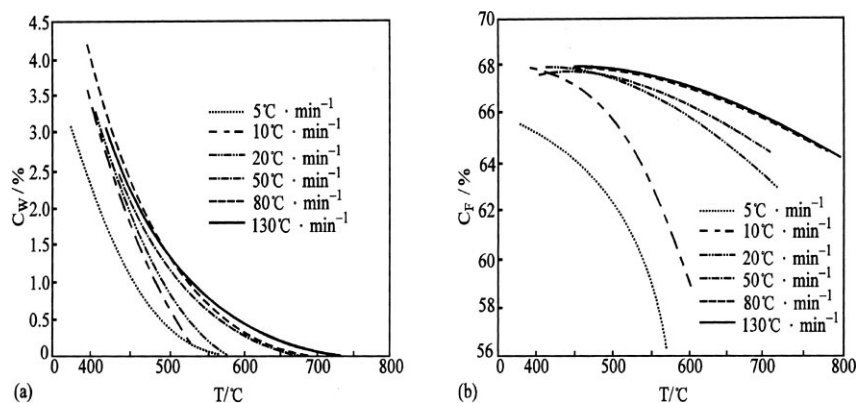 4.5
4.0
3.5
3.0
2.5
2.0
1.5
1.0
0.5
0
C_W / %
400 500 600 700 800
T/℃
5℃ · min⁻¹
10℃ · min⁻¹
20℃ · min⁻¹
50℃ · min⁻¹
80℃ · min⁻¹
130℃ · min⁻¹
(a)
70
68
66
64
62
60
58
56
C_F / %
400 500 600 700 800
T/℃
5℃ · min⁻¹
10℃ · min⁻¹
20℃ · min⁻¹
50℃ · min⁻¹
80℃ · min⁻¹
130℃ · min⁻¹
(b)